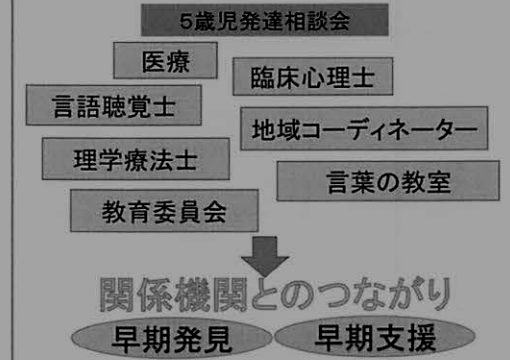 5歳児発達相談会
医療
臨床心理士
言語聴覚士
地域コーディネーター
理学療法士
言葉の教室
教育委員会
関係機関とのつながり
早期発見
早期支援